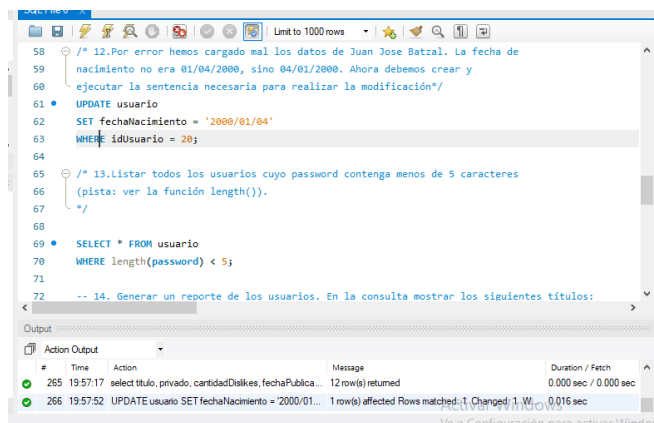 SQL File 6
Limit to 1000 rows
58 /* 12.Por error hemos cargado mal los datos de Juan Jose Batzal. La fecha de
59 nacimiento no era 01/04/2000, sino 04/01/2000. Ahora debemos crear y
60 ejecutar la sentencia necesaria para realizar la modificación*/
61 UPDATE usuario
62 SET fechaNacimiento = '2000/01/04'
63 WHERE idUsuario = 20;
64
65 /* 13.Listar todos los usuarios cuyo password contenga menos de 5 caracteres
66 (pista: ver la función length()).
67 */
68
69 SELECT * FROM usuario
70 WHERE length(password) < 5;
71
72 -- 14. Generar un reporte de los usuarios. En la consulta mostrar los siguientes títulos:
Output
Action Output
# Time Action Message Duration / Fetch
265 19:57:17 select titulo, privado, cantidadDislikes, fechaPublica... 12 row(s) returned 0.000 sec / 0.000 sec
266 19:57:52 UPDATE usuario SET fechaNacimiento = '2000/01... 1 row(s) affected Rows matched: 1 Changed: 1 W... 0.016 sec
Activar Windows
Ve a Configuración para activar Windows